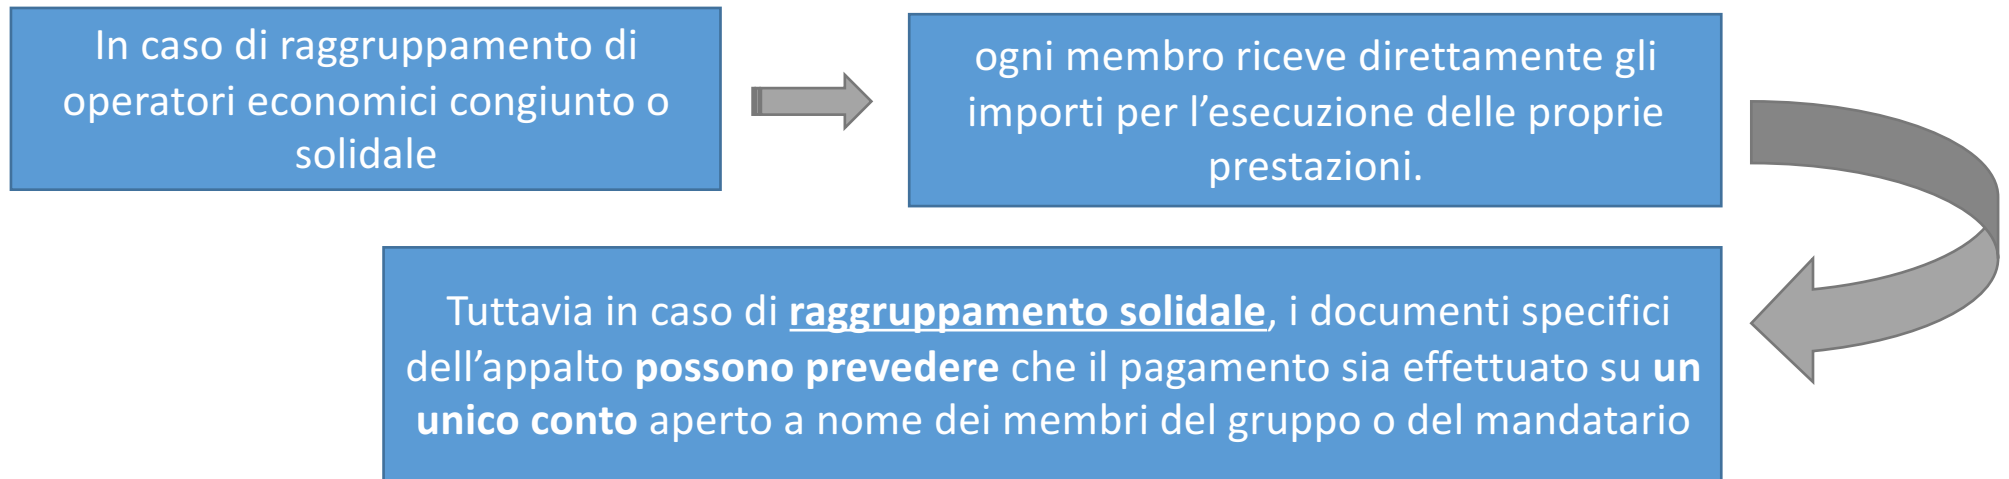 In caso di raggruppamento di
operatori economici congiunto o
solidale
ogni membro riceve direttamente gli
importi per l’esecuzione delle proprie
prestazioni.
Tuttavia in caso di raggruppamento solidale, i documenti specifici
dell’appalto possono prevedere che il pagamento sia effettuato su un
unico conto aperto a nome dei membri del gruppo o del mandatario